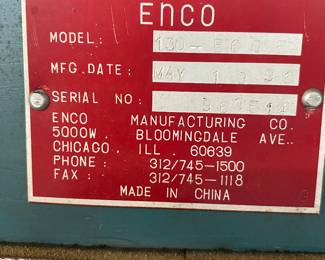 ENCO
MODEL:
MFG.DATE: MAY
SERIAL NO:
ENCO MANUFACTURING CO.
5000W. BLOOMINGDALE AVE..
CHICAGO. ILL. 60639
PHONE: 312/745-1500
FAX: 312/745-1118
MADE IN CHINA